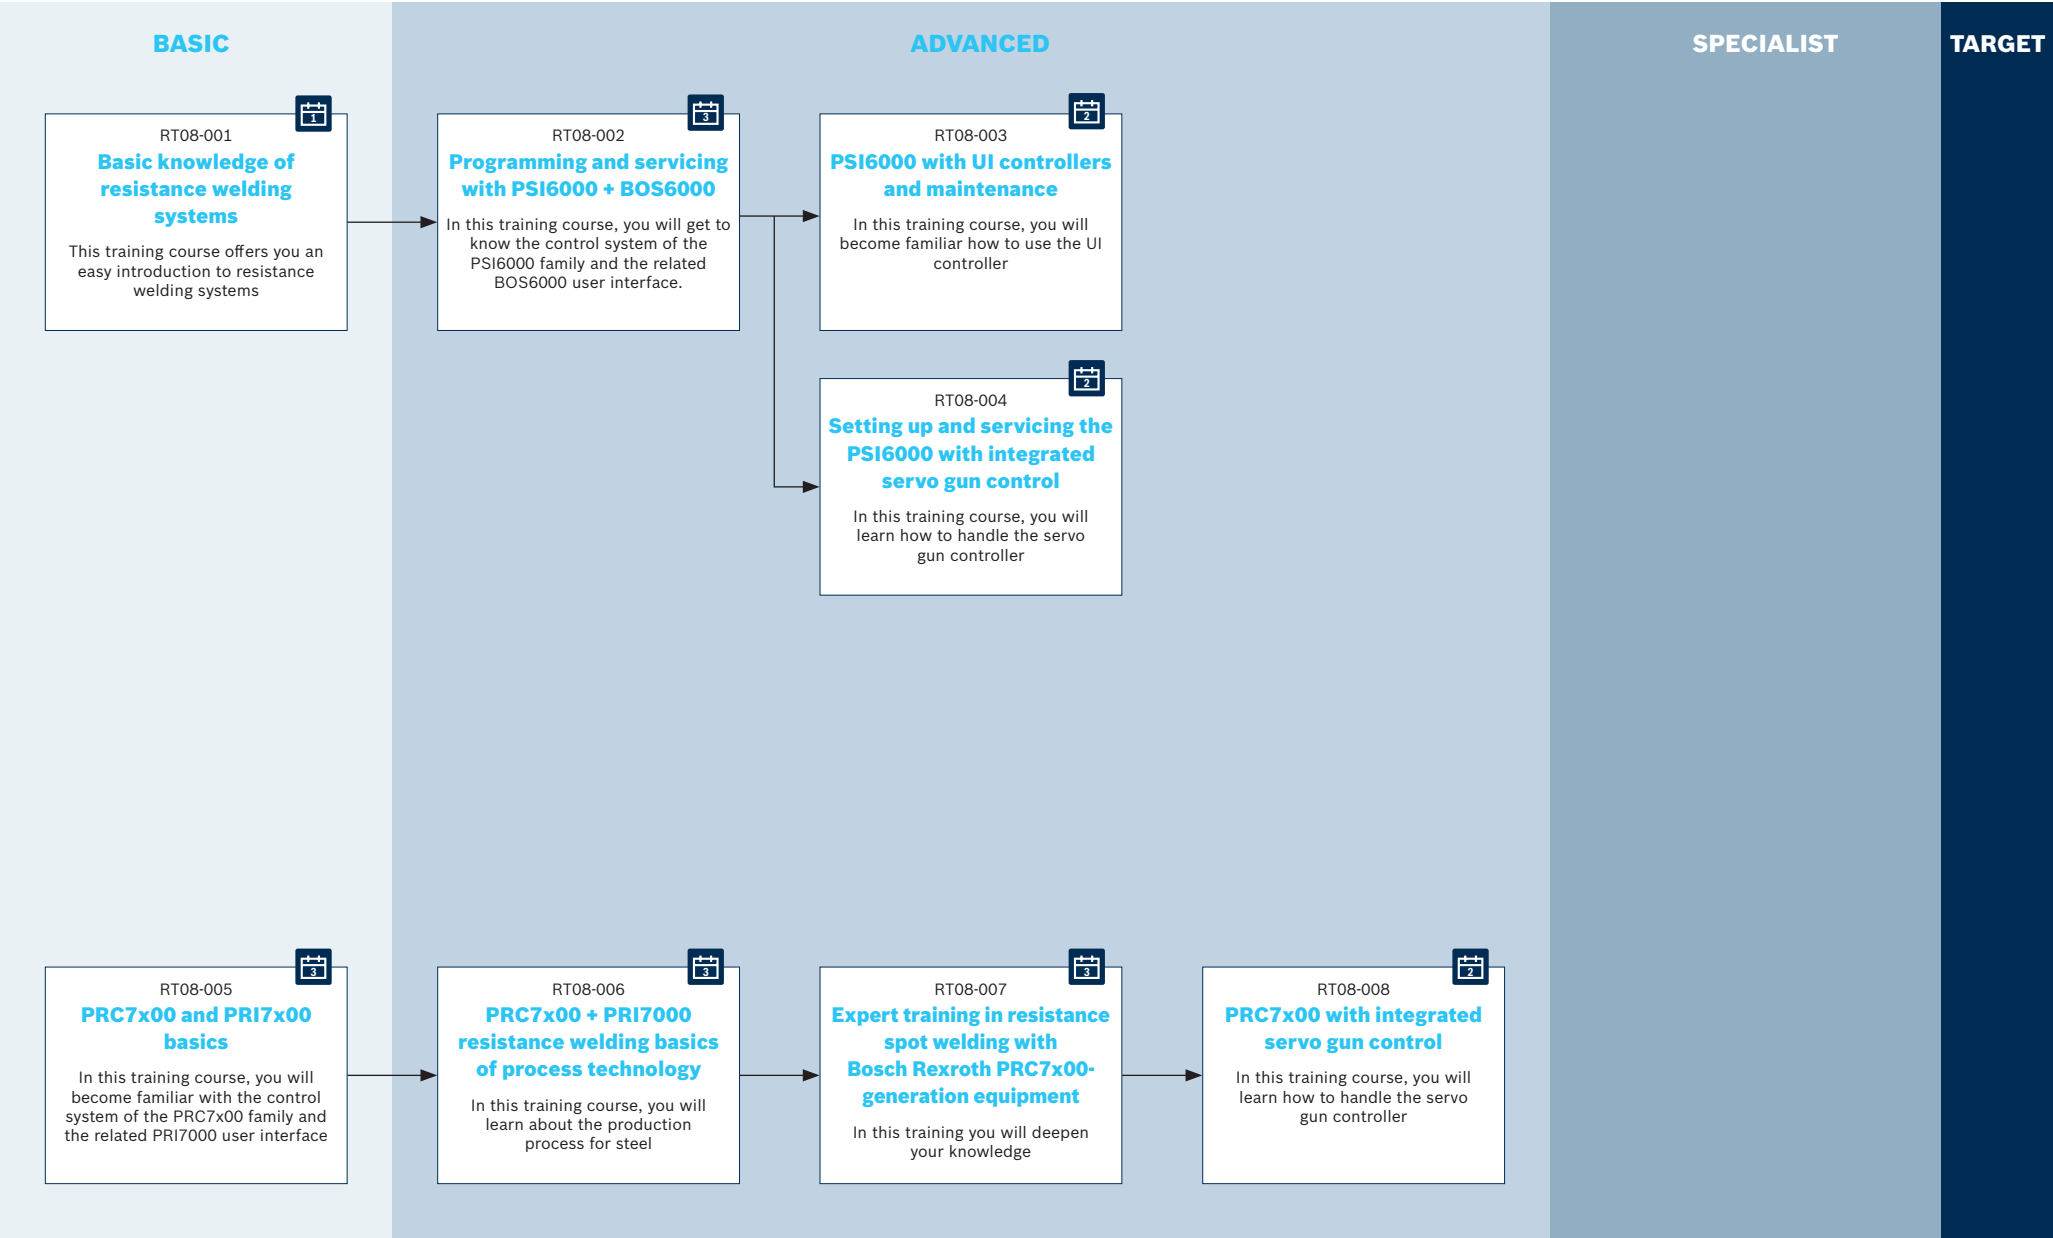 BASIC
ADVANCED
SPECIALIST
TARGET
1
RT08-001
Basic knowledge of
resistance welding
systems
This training course offers you an
easy introduction to resistance
welding systems
3
RT08-002
Programming and servicing
with PSI6000 + BOS6000
In this training course, you will get to
know the control system of the
PSI6000 family and the related
BOS6000 user interface.
2
RT08-003
PSI6000 with UI controllers
and maintenance
In this training course, you will
become familiar how to use the UI
controller
2
RT08-004
Setting up and servicing the
PSI6000 with integrated
servo gun control
In this training course, you will
learn how to handle the servo
gun controller
3
RT08-005
PRC7x00 and PRI7x00
basics
In this training course, you will
become familiar with the control
system of the PRC7x00 family and
the related PRI7000 user interface
3
RT08-006
PRC7x00 + PRI7000
resistance welding basics
of process technology
In this training course, you will
learn about the production
process for steel
3
RT08-007
Expert training in resistance
spot welding with
Bosch Rexroth PRC7x00-
generation equipment
In this training you will deepen
your knowledge
2
RT08-008
PRC7x00 with integrated
servo gun control
In this training course, you will
learn how to handle the servo
gun controller